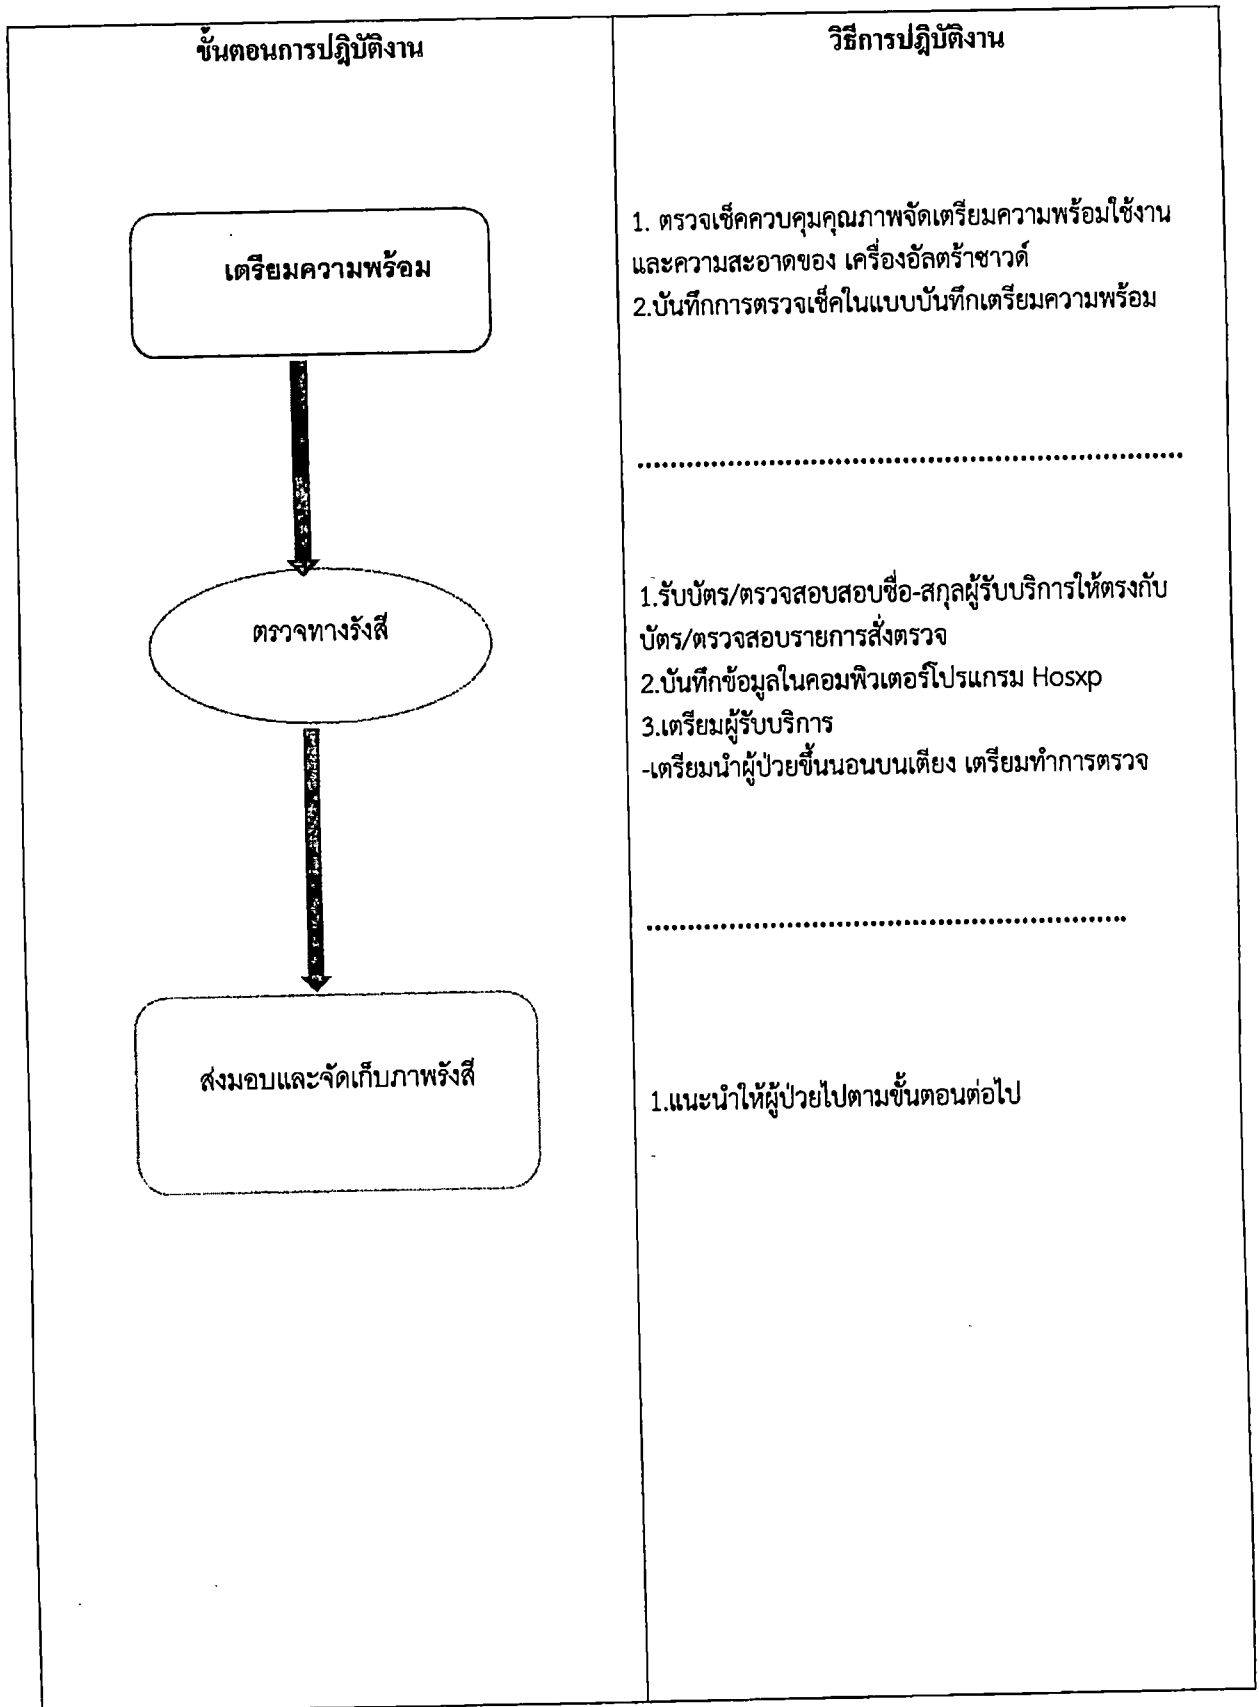 ขั้นตอนการปฏิบัติงาน
วิธีการปฏิบัติงาน
เตรียมความพร้อม
1. ตรวจเช็คควบคุมคุณภาพจัดเตรียมความพร้อมใช้งาน
และความสะอาดของ เครื่องอัลตร้าซาวด์
2.บันทึกการตรวจเช็คในแบบบันทึกเตรียมความพร้อม
ตรวจทางรังสี
1.รับบัตร/ตรวจสอบสอบชื่อ-สกุลผู้รับบริการให้ตรงกับ
บัตร/ตรวจสอบรายการสั่งตรวจ
2.บันทึกข้อมูลในคอมพิวเตอร์โปรแกรม Hosxp
3.เตรียมผู้รับบริการ
-เตรียมนำผู้ป่วยขึ้นนอนบนเตียง เตรียมทำการตรวจ
ส่งมอบและจัดเก็บภาพรังสี
1.แนะนำให้ผู้ป่วยไปตามขั้นตอนต่อไป